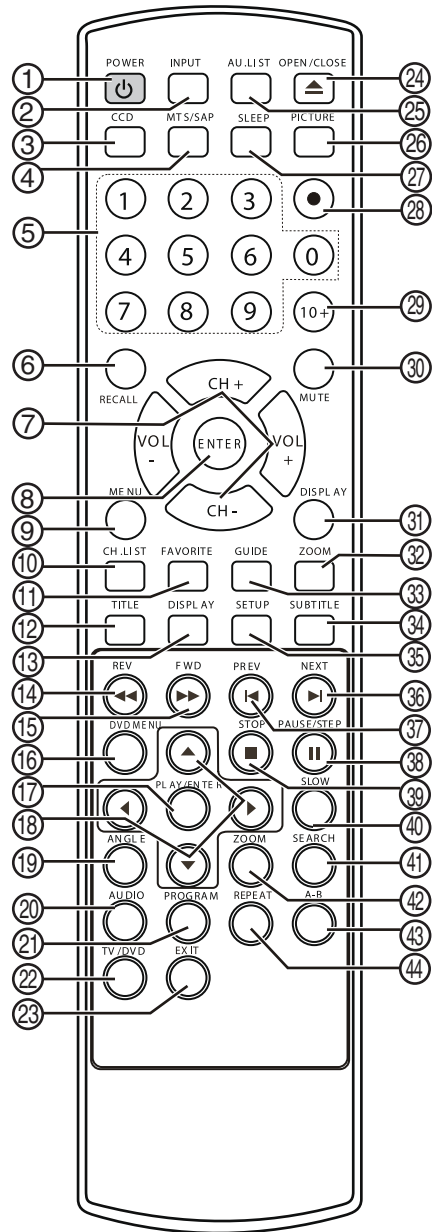 POWER INPUT AU.LIST OPEN/CLOSE
1 24
2 25
CCD MTS/SAP SLEEP PICTURE
3 26
4 27
1 2 3
28
5
4 5 6 0
7 8 9 10+
29
6 30
RECALL MUTE
CH +
7
VOL - ENTER VOL +
8
CH -
MENU DISPLAY
9 31
CH.LIST FAVORITE GUIDE ZOOM
10 32
11 33
TITLE DISPLAY SETUP SUBTITLE
12 34
13 35
REV FWD PREV NEXT
14 36
15 37
DVD MENU STOP PAUSE/STEP
16 38
17 39
PLAY/ENTER SLOW
18 40
ANGLE ZOOM SEARCH
19 41
42
AUDIO PROGRAM REPEAT A-B
20 43
21 44
TV/DVD EXIT
22
23